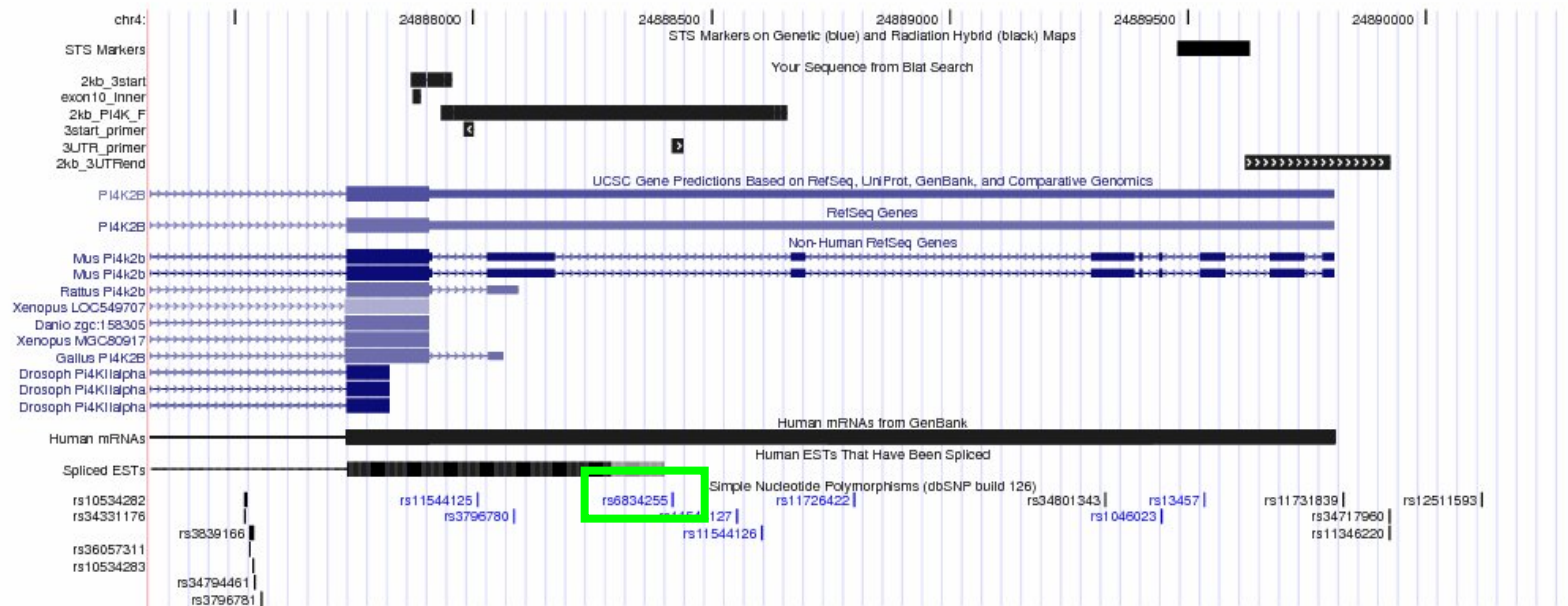 chr4: 24888000 24888500 24889000 24889500 24890000
STS Markers on Genetic (blue) and Radiation Hybrid (black) Maps
STS Markers
Your Sequence from Blat Search
2kb_3start
exon10_Inner
2kb_PI4K_F
3start_primer
3UTR_primer
2kb_3UTRend
UCSC Gene Predictions Based on RefSeq, UniProt, GenBank, and Comparative Genomics
PI4K2B
RefSeq Genes
PI4K2B
Non-Human RefSeq Genes
Mus Pi4k2b
Mus Pi4k2b
Rattus Pi4k2b
Xenopus LOC549707
Danio zgc:158305
Xenopus MGC80917
Gallus PI4K2B
Drosoph Pi4KIIalpha
Drosoph Pi4KIIalpha
Drosoph Pi4KIIalpha
Human mRNAs from GenBank
Human mRNAs
Human ESTs That Have Been Spliced
Spliced ESTs
Simple Nucleotide Polymorphisms (dbSNP build 126)
rs10534282 rs11544125 rs6834255 rs11726422 rs34801343 rs13457 rs11731839 rs12511593
rs34331176 rs3796780 rs1046023 rs34717960
rs3839166 rs11544126 rs11346220
rs36057311
rs10534283
rs34794461
rs3796781